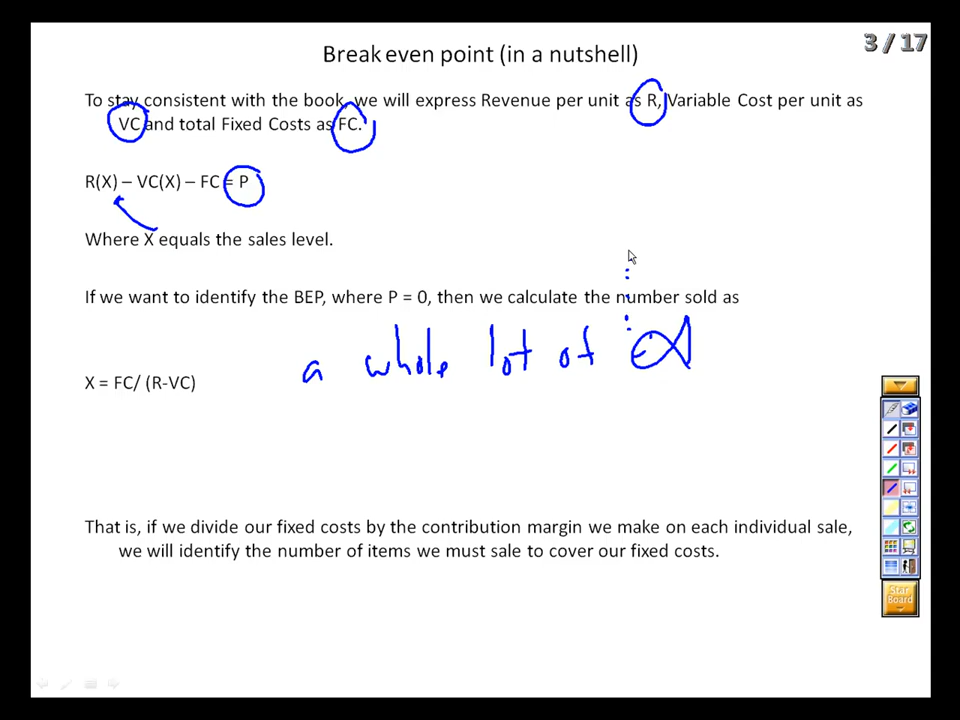 3 / 17
Break even point (in a nutshell)
To stay consistent with the book, we will express Revenue per unit as R, Variable Cost per unit as
VC and total Fixed Costs as FC.
R(X) – VC(X) – FC = P
Where X equals the sales level.
If we want to identify the BEP, where P = 0, then we calculate the number sold as
a whole lot of
X = FC/ (R-VC)
That is, if we divide our fixed costs by the contribution margin we make on each individual sale,
we will identify the number of items we must sale to cover our fixed costs.
Star
Board